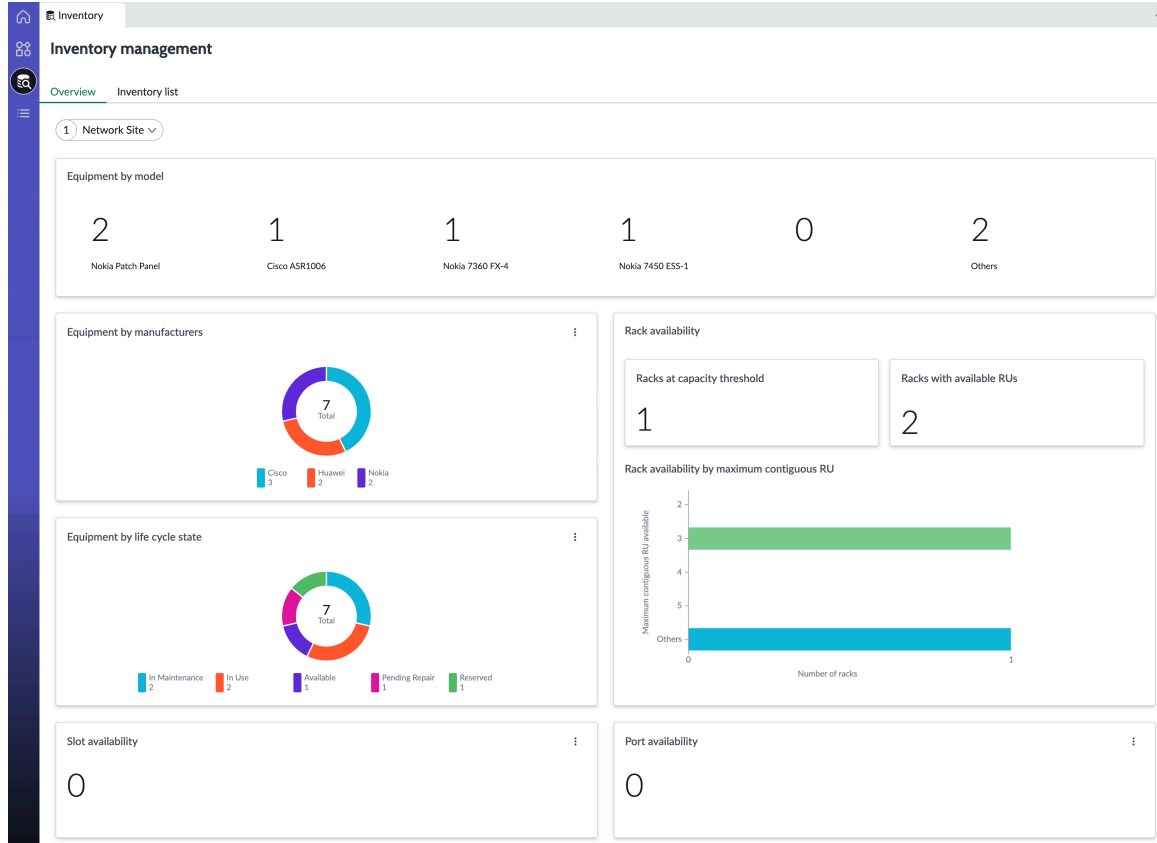 Inventory
Inventory management
Overview Inventory list
1 Network Site
Equipment by model
2 1 1 1 0 2
Nokia Patch Panel Cisco ASR1006 Nokia 7360 FX-4 Nokia 7450 ESS-1 Others
Equipment by manufacturers
7
Total
Cisco Huawei Nokia
3 2 2
Rack availability
Racks at capacity threshold
1
Racks with available RUs
2
Rack availability by maximum contiguous RU
Maximum contiguous RU available
2
3
4
5
Others
0 1
Number of racks
Equipment by life cycle state
7
Total
In Maintenance In Use Available Pending Repair Reserved
2 2 1 1 1
Slot availability
0
Port availability
0